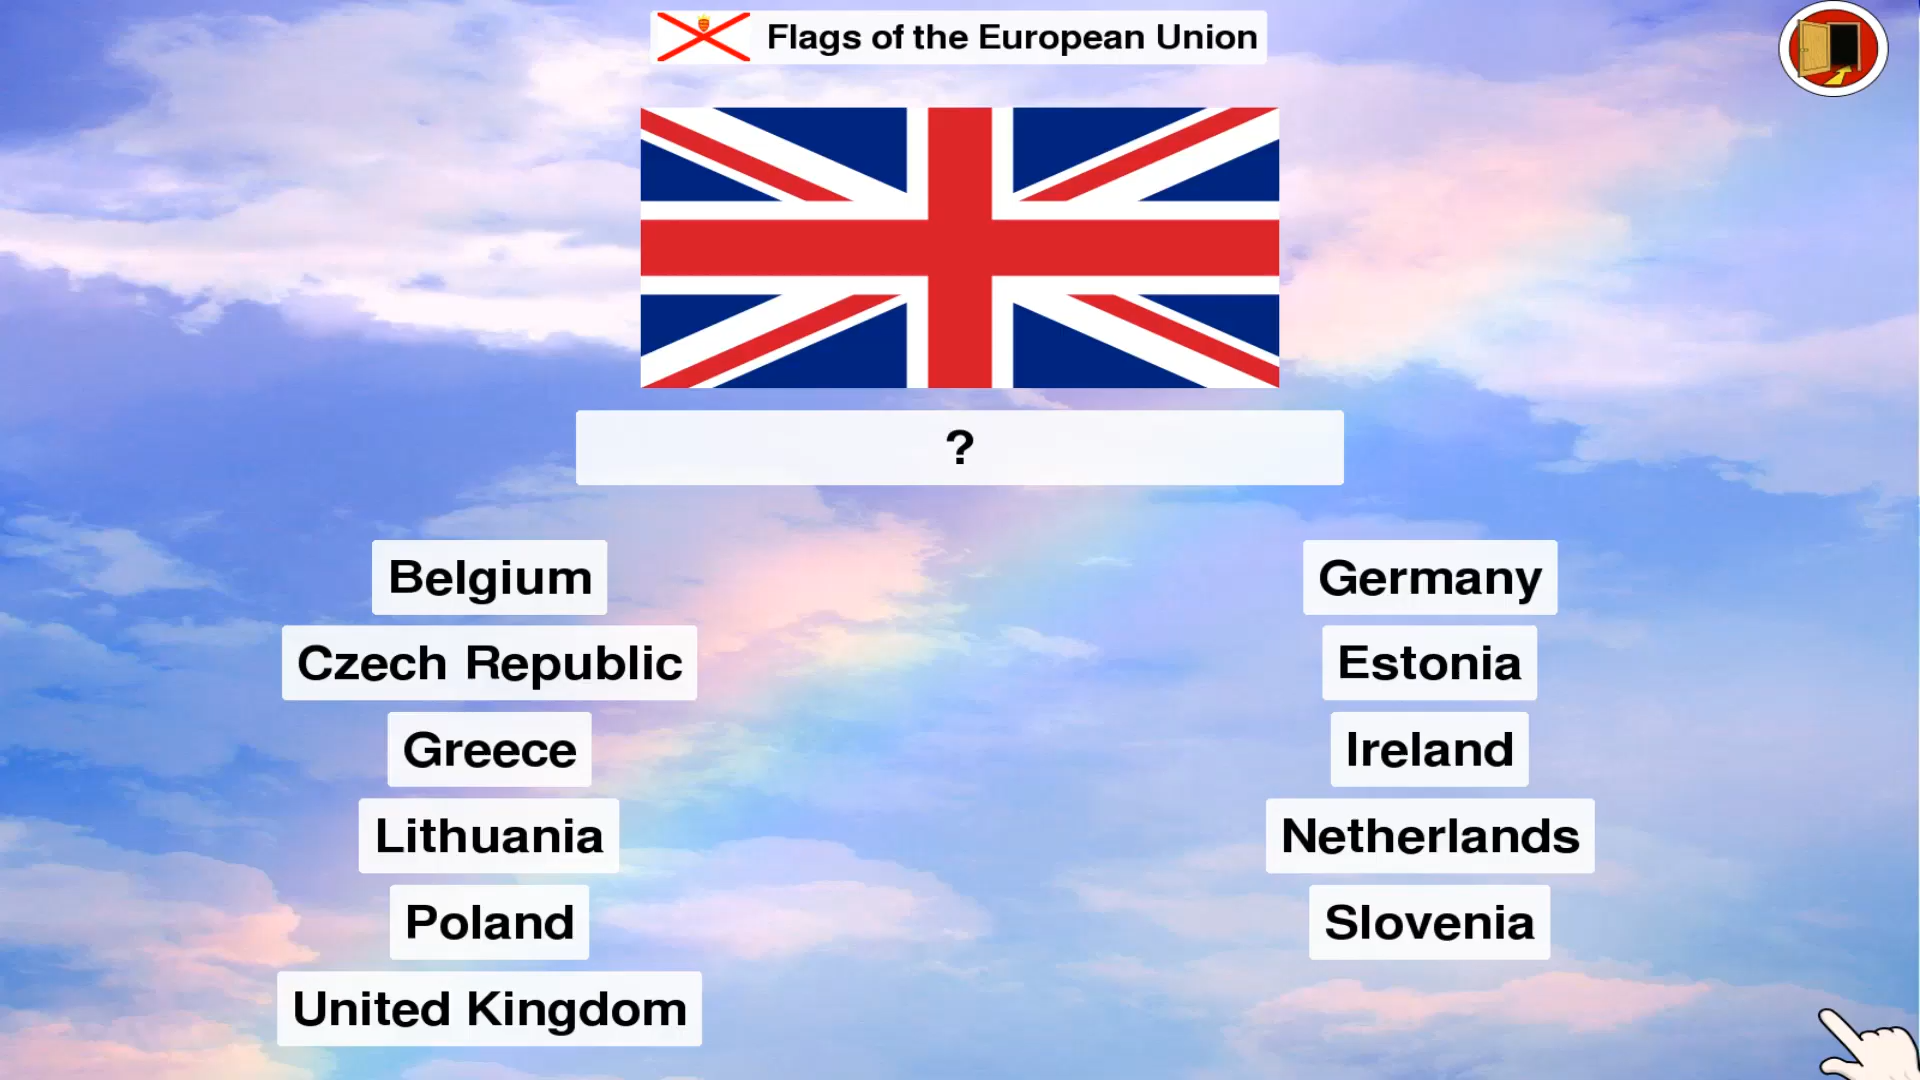 Flags of the European Union
?
Belgium
Germany
Czech Republic
Estonia
Greece
Ireland
Lithuania
Netherlands
Poland
Slovenia
United Kingdom